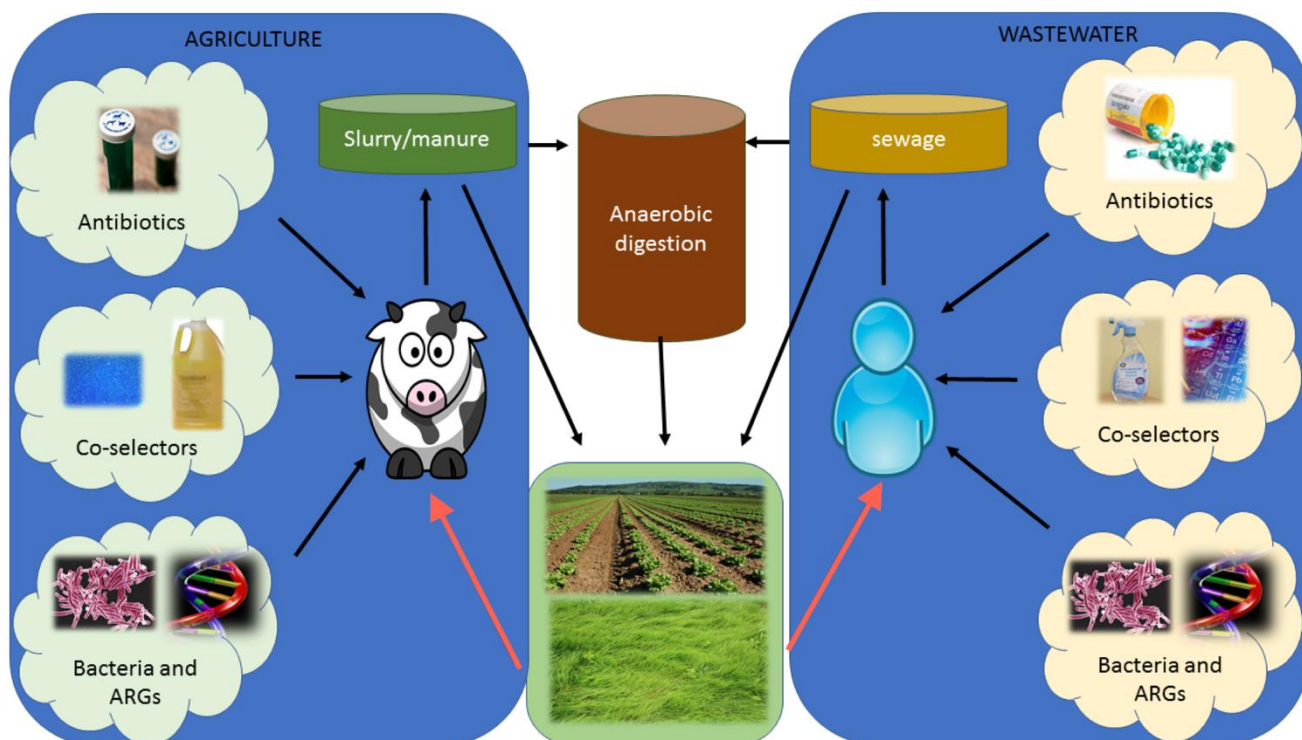 AGRICULTURE
WASTEWATER
Slurry/manure
sewage
Antibiotics
Anaerobic
digestion
Antibiotics
Co-selectors
Co-selectors
Bacteria and
ARGs
Bacteria and
ARGs